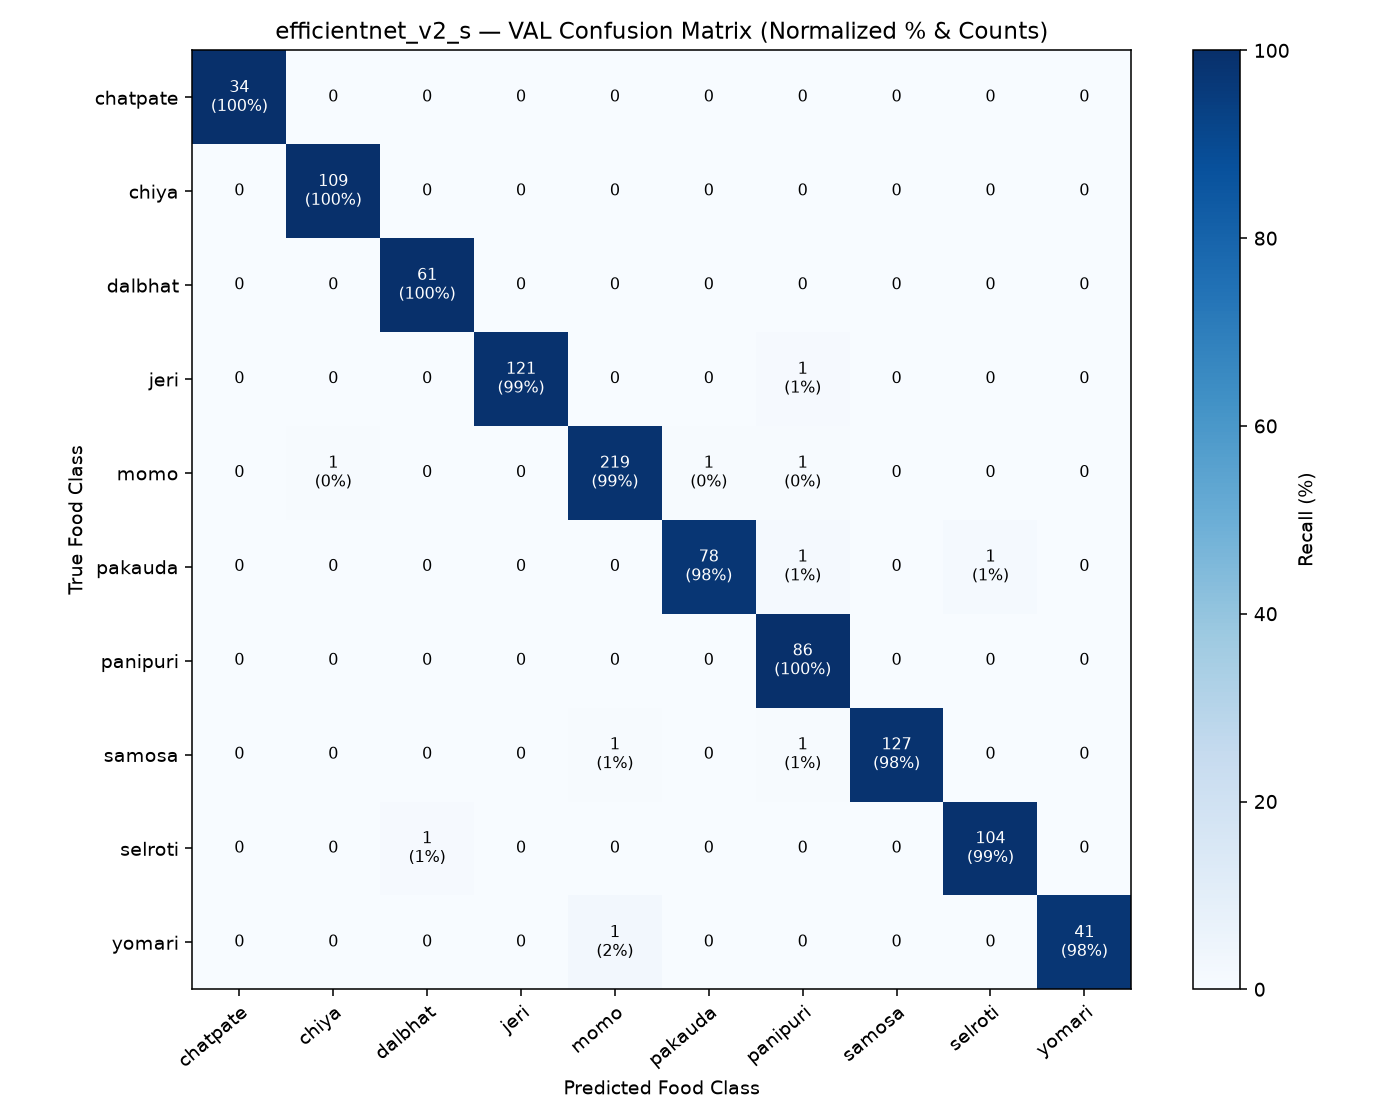 efficientnet_v2_s — VAL Confusion Matrix (Normalized % & Counts)
chatpate 34 (100%) 0 0 0 0 0 0 0 0 0
chiya 0 109 (100%) 0 0 0 0 0 0 0 0
dalbhat 0 0 61 (100%) 0 0 0 0 0 0 0
jeri 0 0 0 121 (99%) 0 0 1 (1%) 0 0 0
momo 0 1 (0%) 0 0 219 (99%) 1 (0%) 1 (0%) 0 0 0
pakauda 0 0 0 0 0 78 (98%) 1 (1%) 0 1 (1%) 0
panipuri 0 0 0 0 0 0 86 (100%) 0 0 0
samosa 0 0 0 0 1 (1%) 0 1 (1%) 127 (98%) 0 0
selroti 0 0 1 (1%) 0 0 0 0 0 104 (99%) 0
yomari 0 0 0 0 1 (2%) 0 0 0 0 41 (98%)
chatpate chiya dalbhat jeri momo pakauda panipuri samosa selroti yomari
Predicted Food Class
True Food Class
100
80
60
40
20
0
Recall (%)